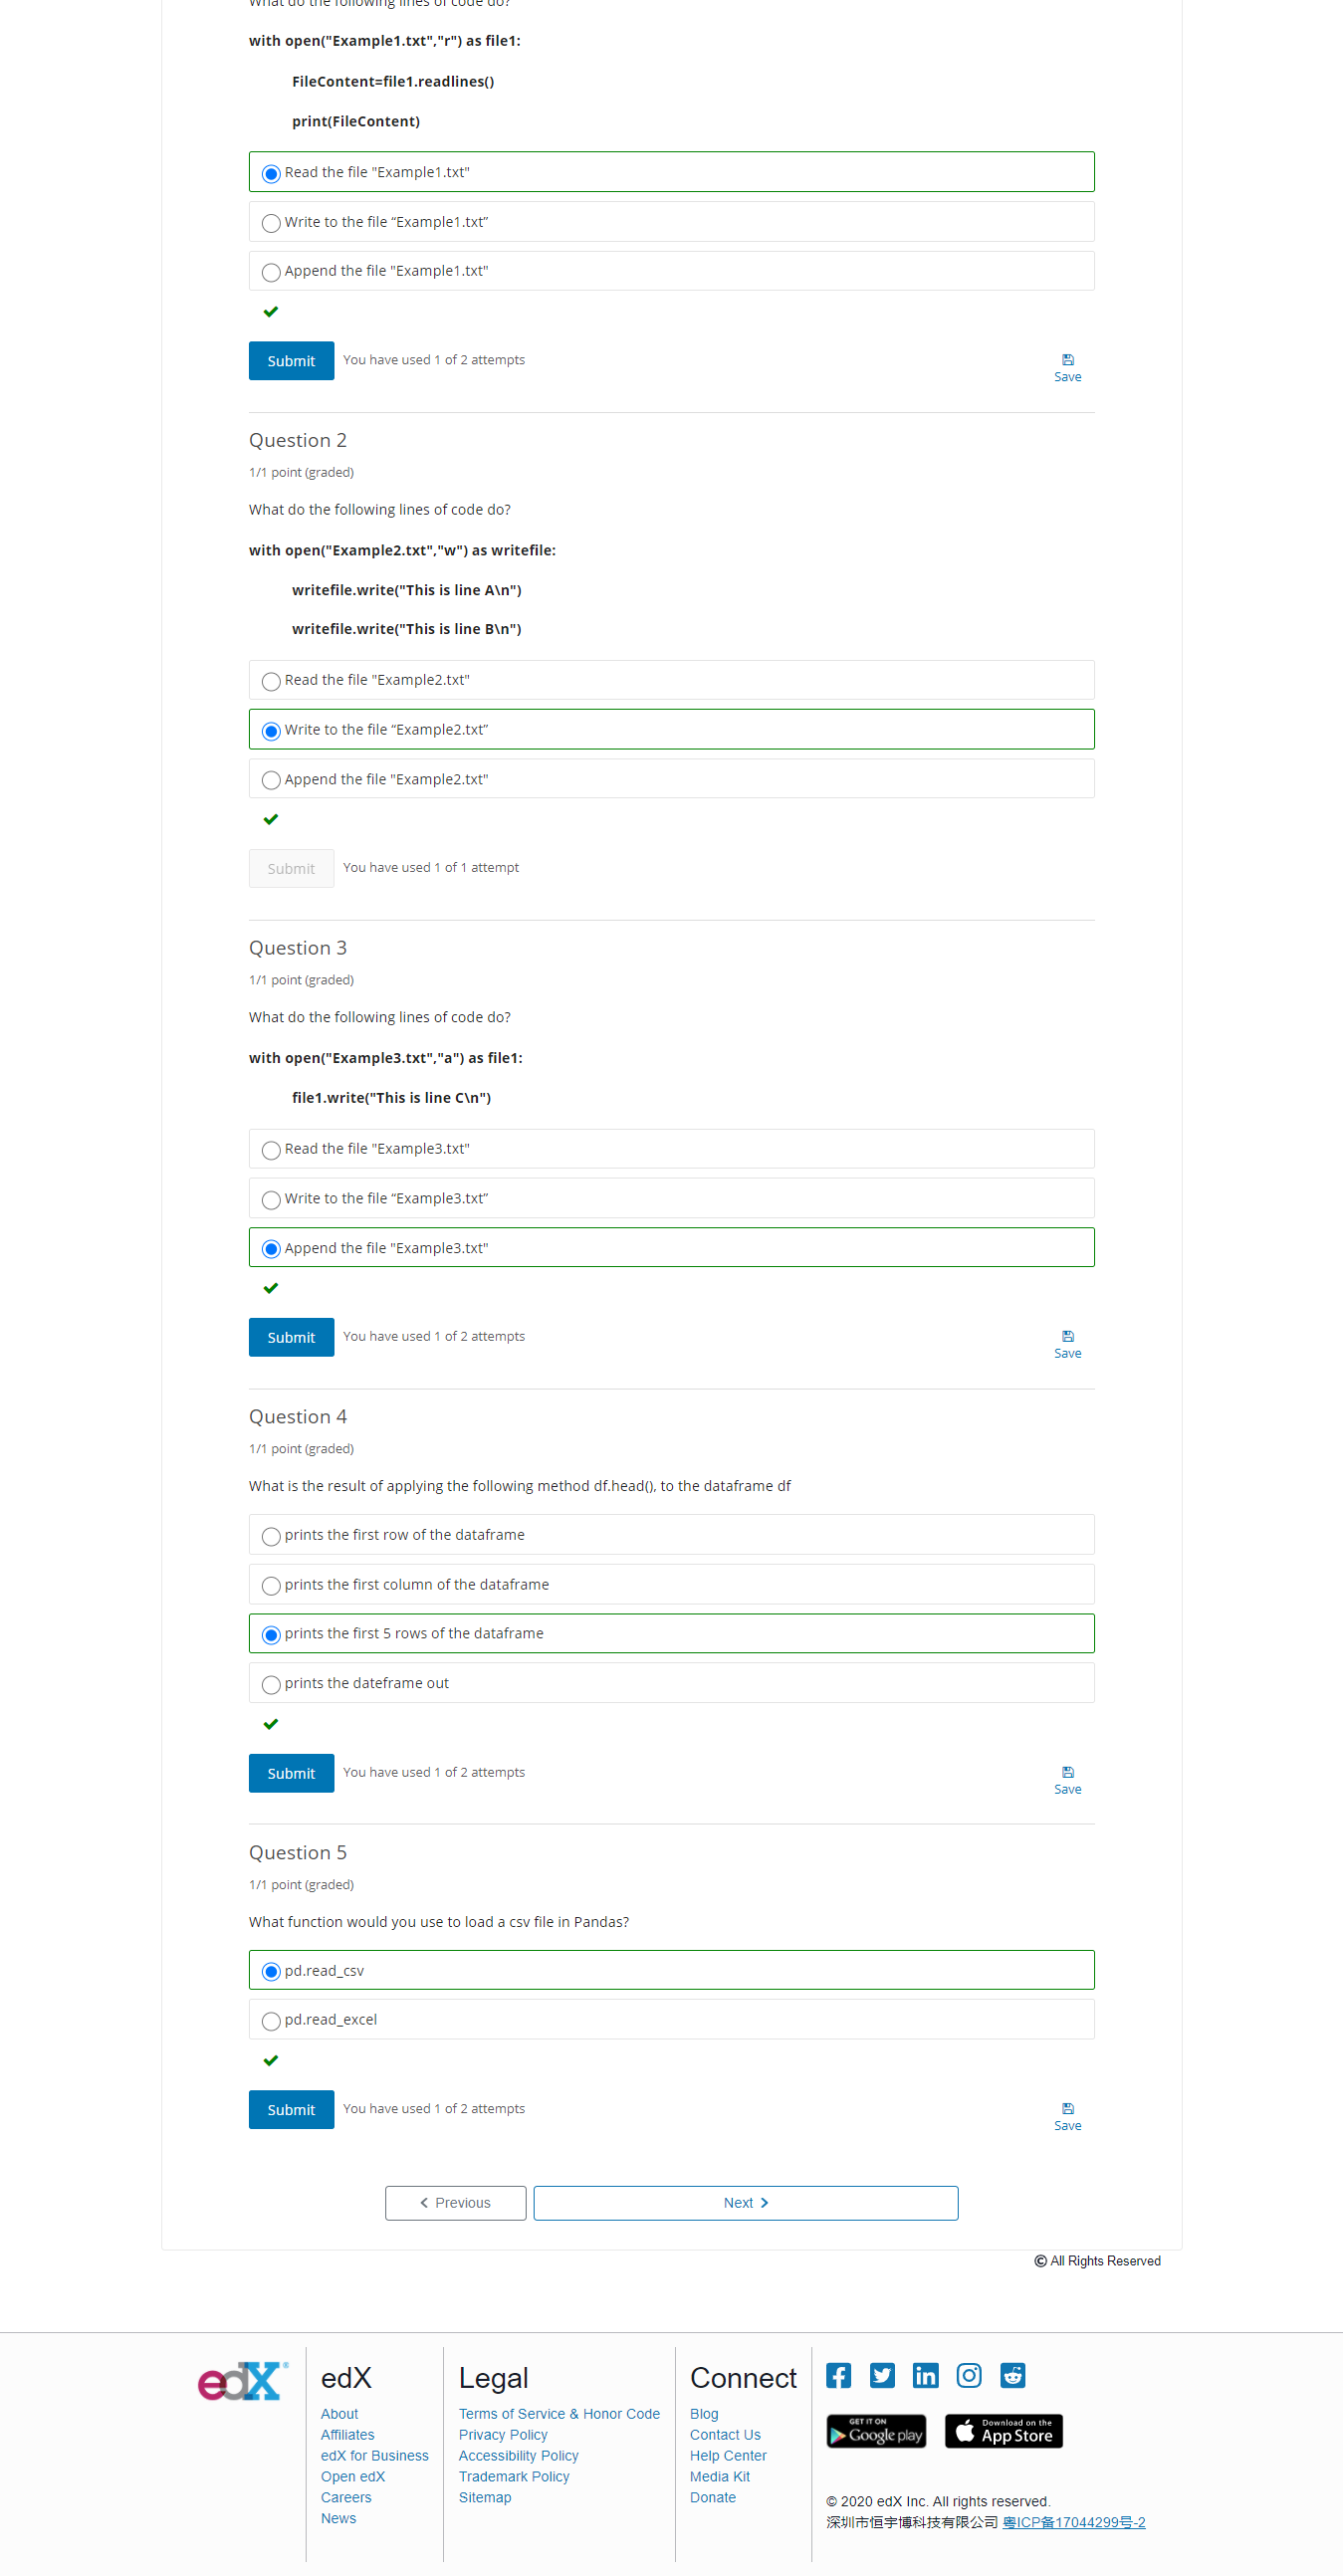 What do the following lines of code do?
with open("Example1.txt","r") as file1:
FileContent=file1.readlines()
print(FileContent)
Read the file "Example1.txt"
Write to the file “Example1.txt”
Append the file "Example1.txt"
Submit You have used 1 of 2 attempts
Save
Question 2
1/1 point (graded)
What do the following lines of code do?
with open("Example2.txt","w") as writefile:
writefile.write("This is line A\n")
writefile.write("This is line B\n")
Read the file "Example2.txt"
Write to the file “Example2.txt”
Append the file "Example2.txt"
Submit You have used 1 of 1 attempt
Question 3
1/1 point (graded)
What do the following lines of code do?
with open("Example3.txt","a") as file1:
file1.write("This is line C\n")
Read the file "Example3.txt"
Write to the file “Example3.txt”
Append the file "Example3.txt"
Submit You have used 1 of 2 attempts
Save
Question 4
1/1 point (graded)
What is the result of applying the following method df.head(), to the dataframe df
prints the first row of the dataframe
prints the first column of the dataframe
prints the first 5 rows of the dataframe
prints the dateframe out
Submit You have used 1 of 2 attempts
Save
Question 5
1/1 point (graded)
What function would you use to load a csv file in Pandas?
pd.read_csv
pd.read_excel
Submit You have used 1 of 2 attempts
Save
Previous Next
© All Rights Reserved
edX
edX
About
Affiliates
edX for Business
Open edX
Careers
News
Legal
Terms of Service & Honor Code
Privacy Policy
Accessibility Policy
Trademark Policy
Sitemap
Connect
Blog
Contact Us
Help Center
Media Kit
Donate
GET IT ON
Google play
Download on the
App Store
© 2020 edX Inc. All rights reserved.
深圳市恒宇博科技有限公司 粤ICP备17044299号-2